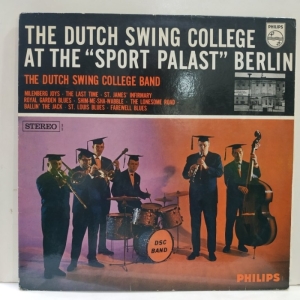 THE DUTCH SWING COLLEGE
AT THE "SPORT PALAST" BERLIN
PHILIPS
THE DUTCH SWING COLLEGE BAND
MILENBERG JOYS - THE LAST TIME - ST. JAMES' INFIRMARY
ROYAL GARDEN BLUES - SHIM-ME-SHA-WABBLE - THE LONESOME ROAD
BALLIN' THE JACK - ST. LOUIS BLUES - FAREWELL BLUES
STEREO
DSC
BAND
PHILIPS